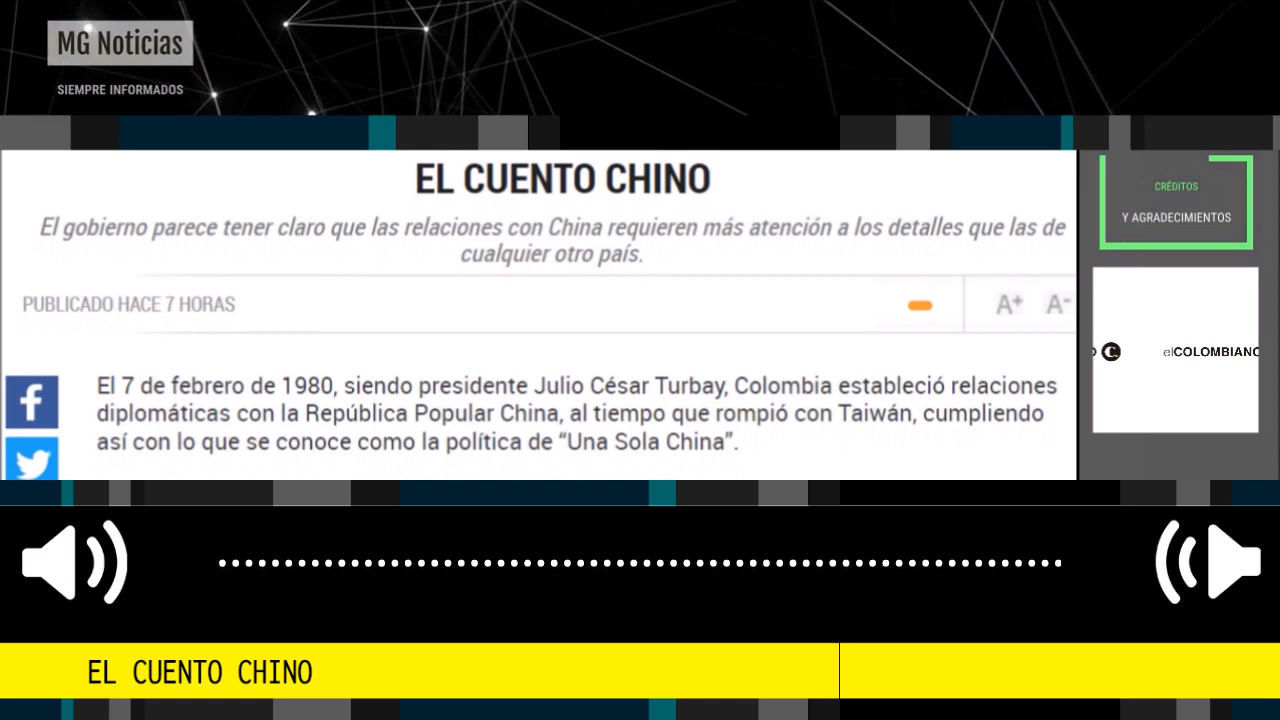 MG Noticias
SIEMPRE INFORMADOS
EL CUENTO CHINO
El gobierno parece tener claro que las relaciones con China requieren más atención a los detalles que las de
cualquier otro país.
PUBLICADO HACE 7 HORAS
A+ A-
El 7 de febrero de 1980, siendo presidente Julio César Turbay, Colombia estableció relaciones
diplomáticas con la República Popular China, al tiempo que rompió con Taiwán, cumpliendo
así con lo que se conoce como la política de “Una Sola China”.
CRÉDITOS
Y AGRADECIMIENTOS
elCOLOMBIANO
EL CUENTO CHINO